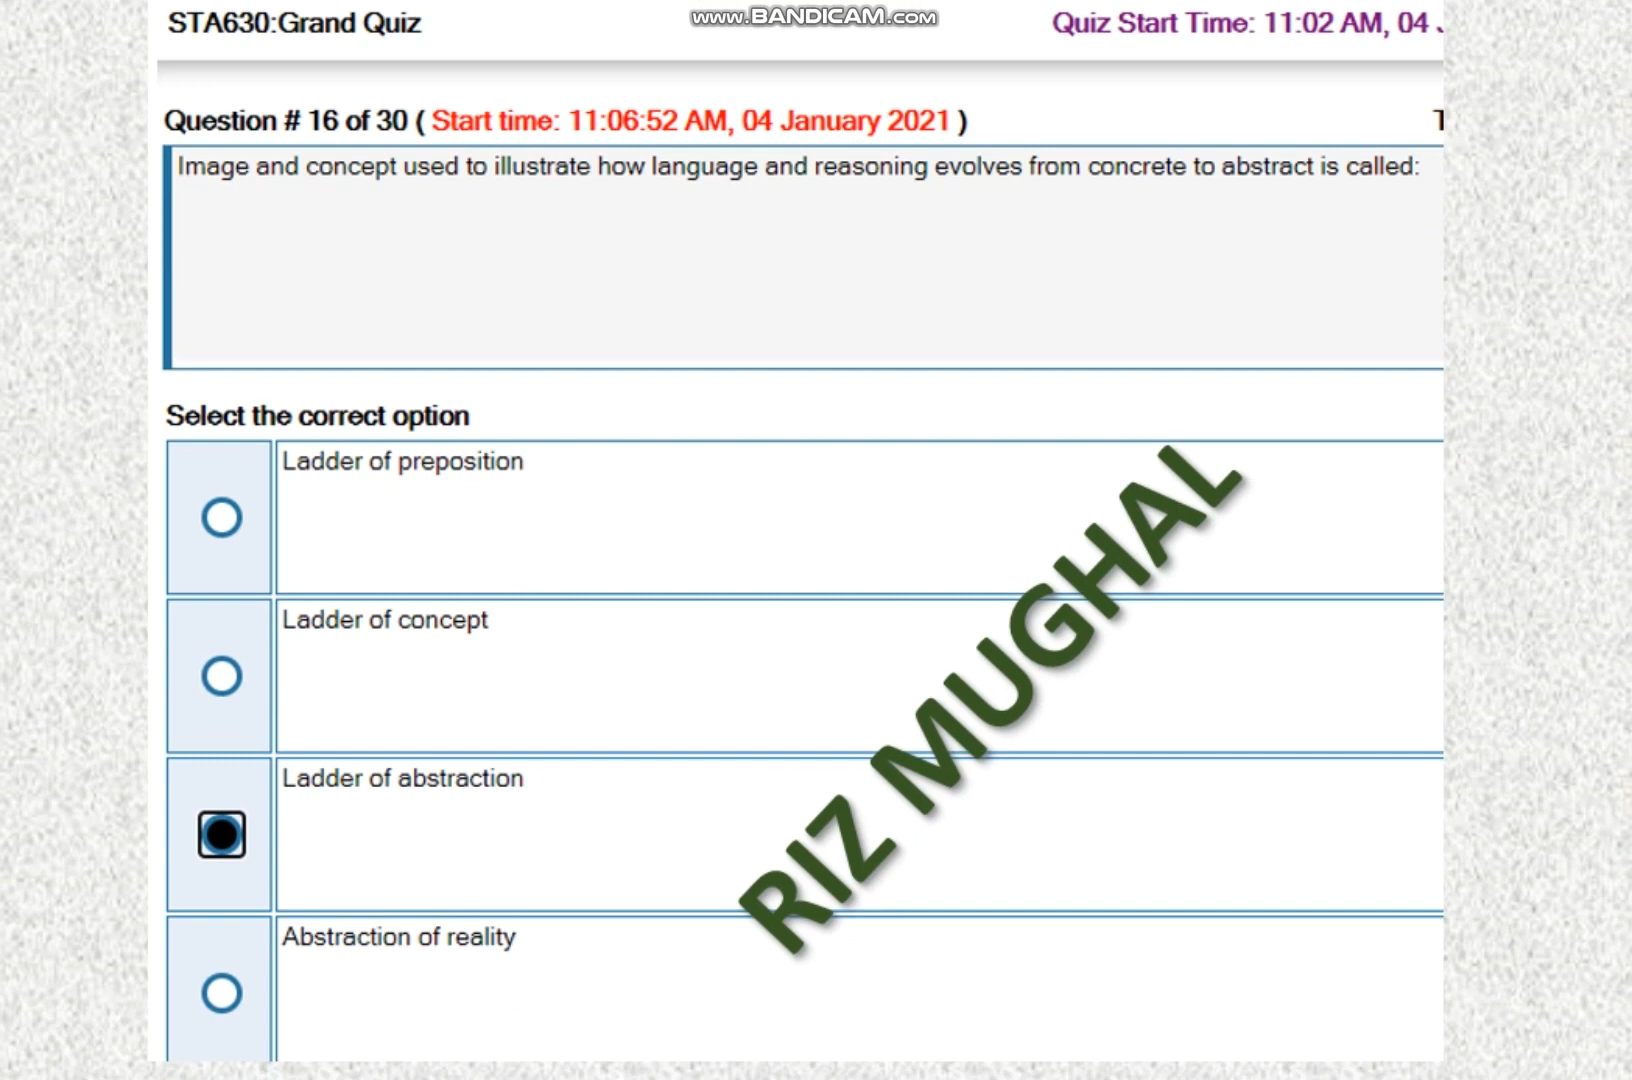 STA630:Grand Quiz
www.BANDICAM.com
Quiz Start Time: 11:02 AM, 04
Question # 16 of 30 ( Start time: 11:06:52 AM, 04 January 2021 )
Image and concept used to illustrate how language and reasoning evolves from concrete to abstract is called:
Select the correct option
Ladder of preposition
Ladder of concept
Ladder of abstraction
Abstraction of reality
RIZ MUGHAL